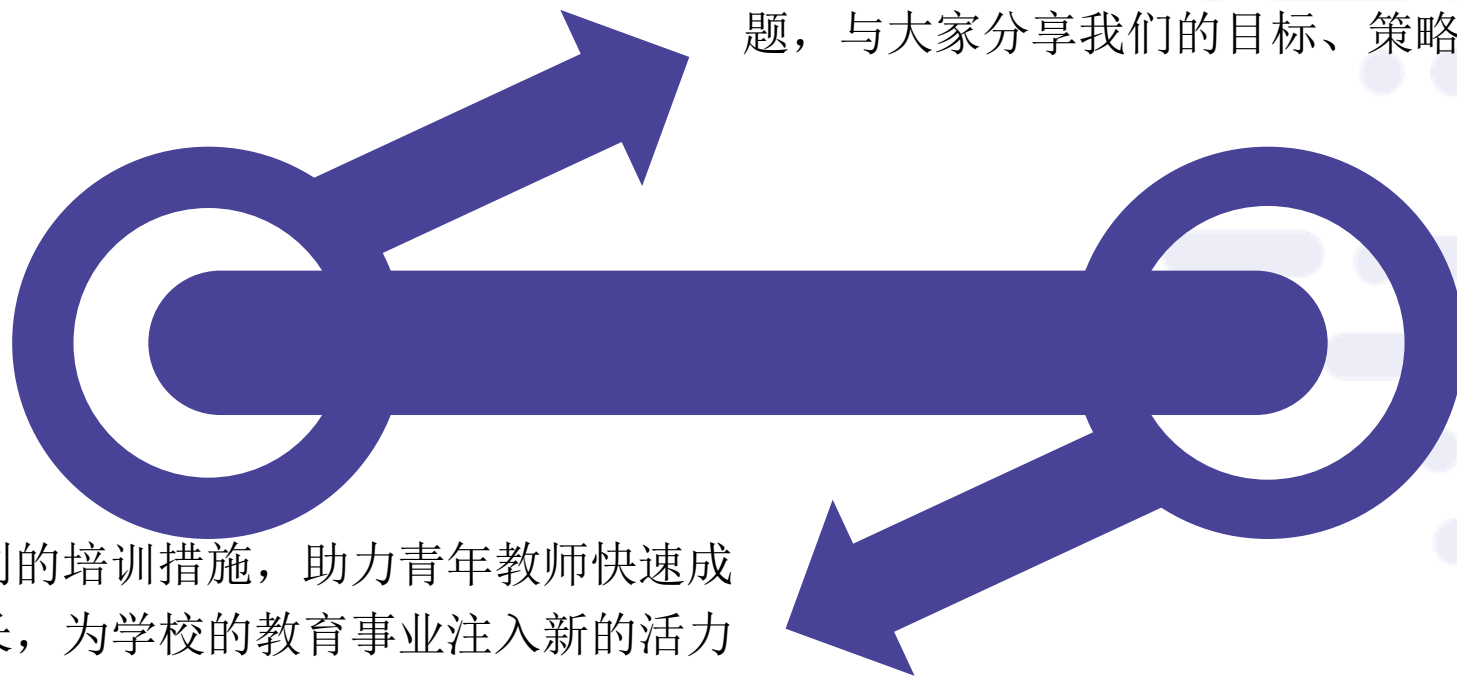 题，与大家分享我们的目标、策略
的培训措施，助力青年教师快速成
，为学校的教育事业注入新的活力